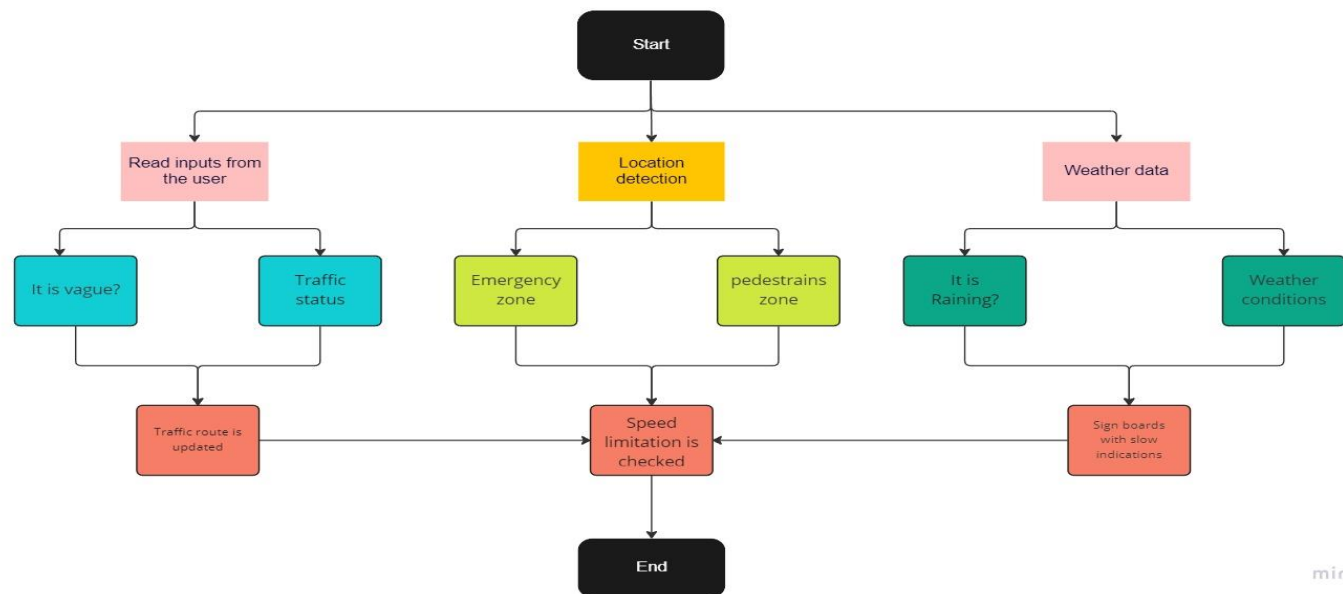 Start
Read inputs from
the user
Location
detection
Weather data
It is vague?
Traffic
status
Emergency
zone
pedestrains
zone
It is
Raining?
Weather
conditions
Traffic route is
updated
Speed
limitation is
checked
Sign boards
with slow
indications
End